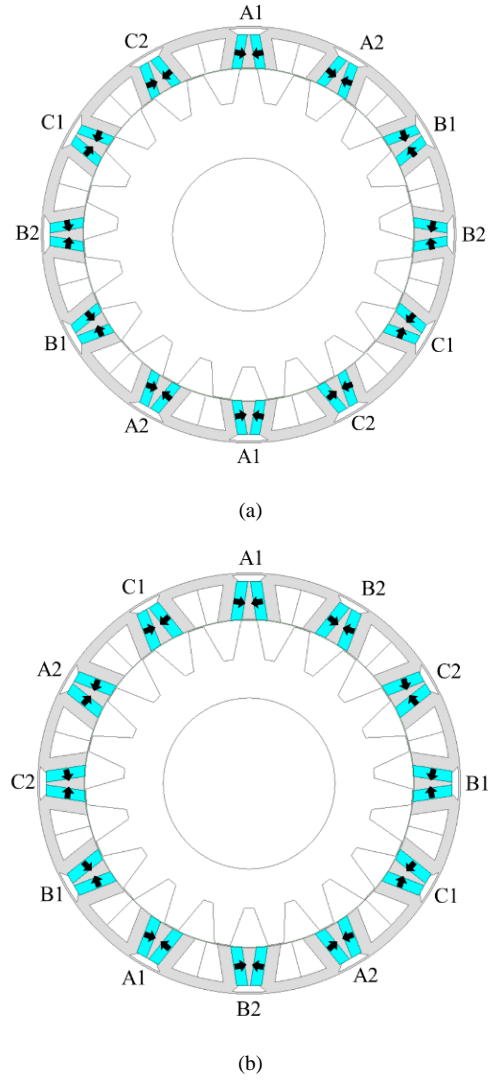 A1
C2 A2
C1 B1
B2 B2
B1 C1
A2 C2
A1
(a)
A1
C1 B2
A2 C2
C2 B1
B1 C1
A1 A2
B2
(b)